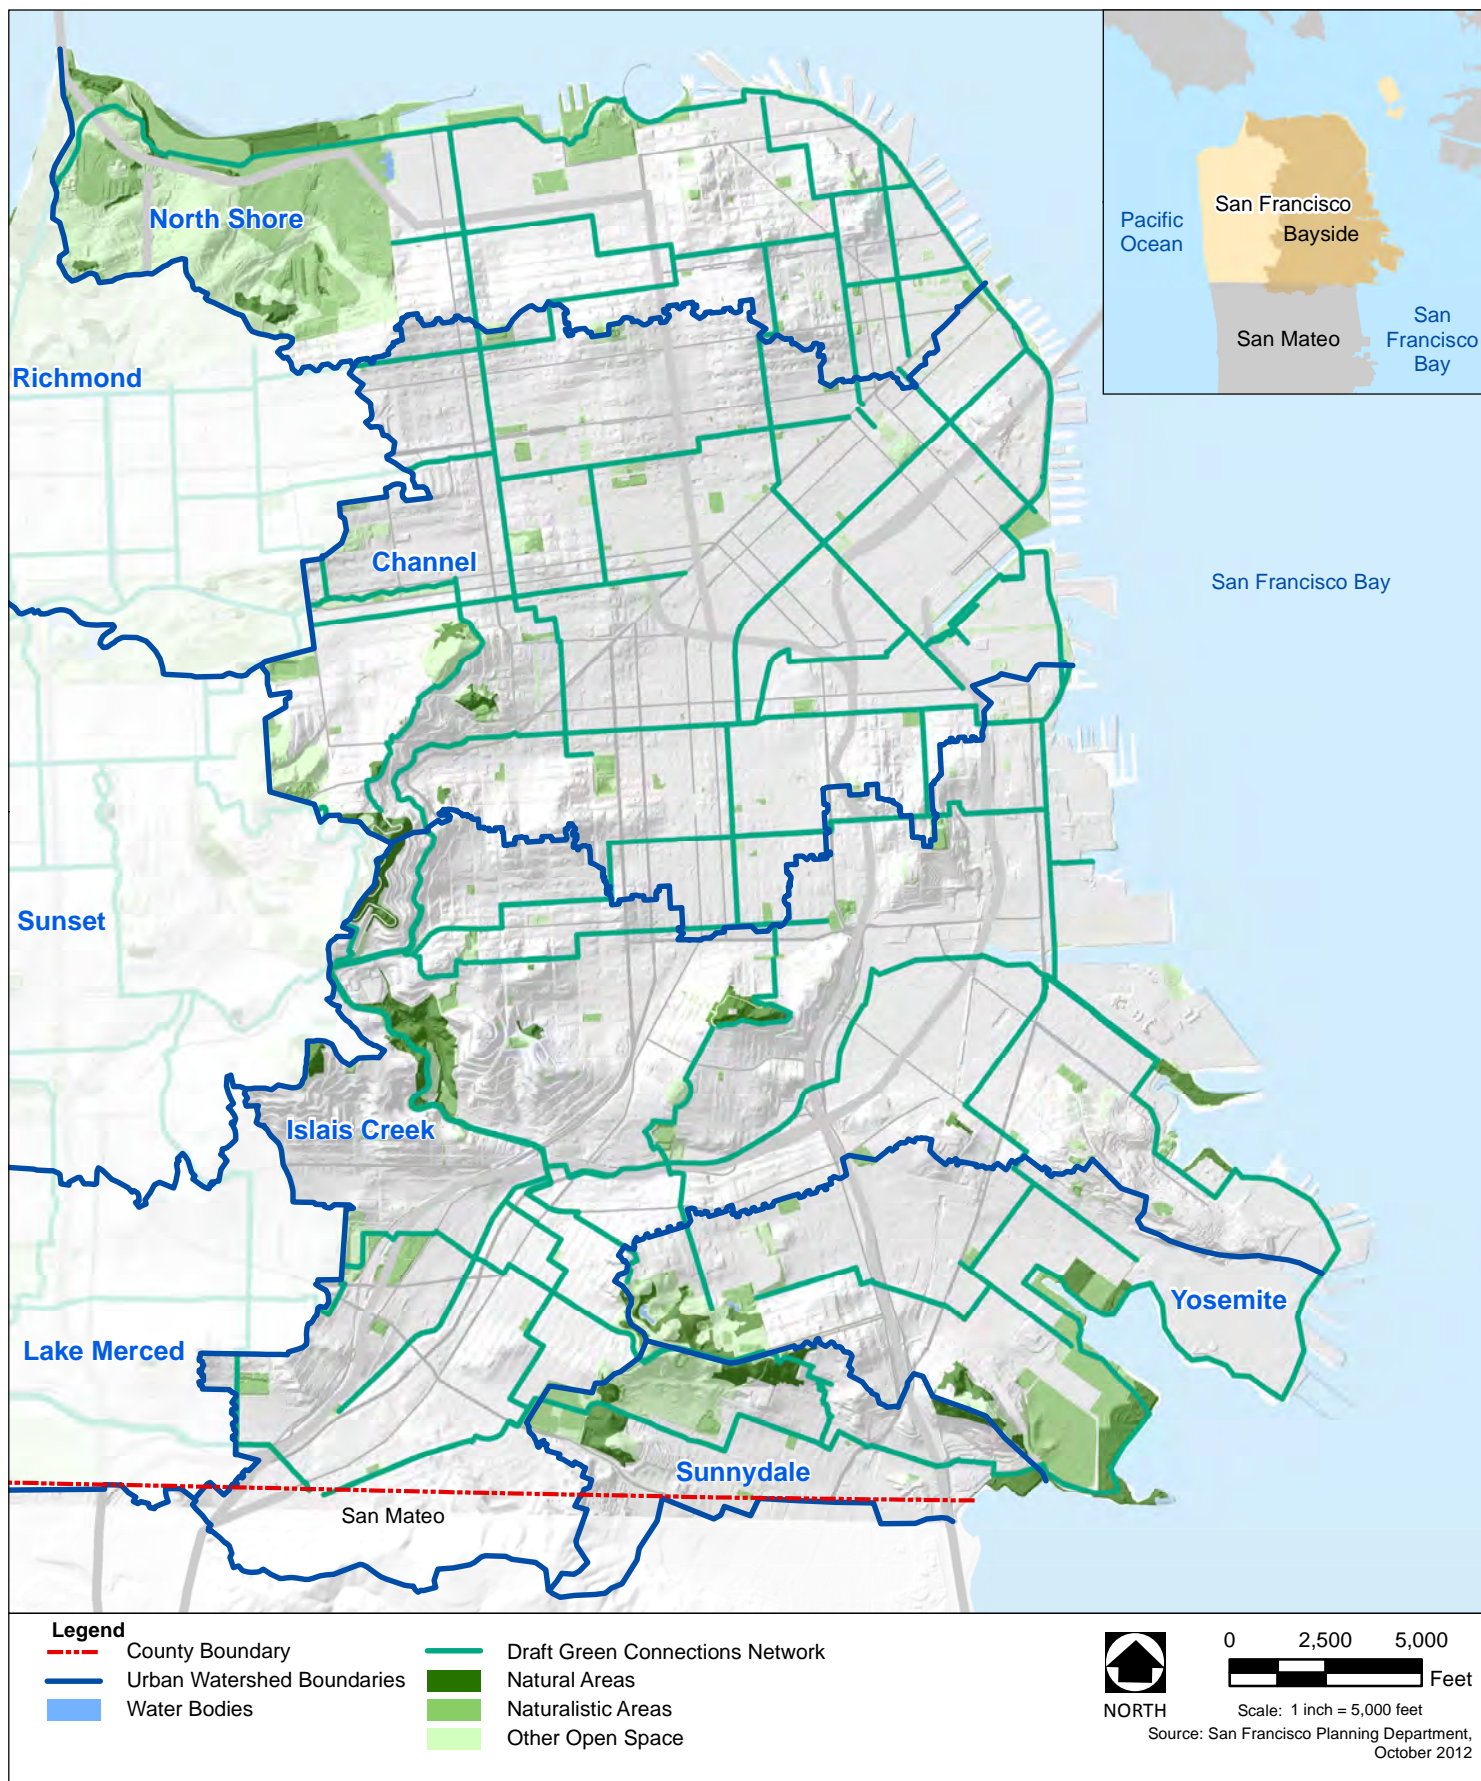 San Francisco
Bayside
Pacific
Ocean
San Mateo
San
Francisco
Bay
North Shore
Richmond
Channel
San Francisco Bay
Sunset
Islais Creek
Lake Merced
Yosemite
Sunnydale
San Mateo
Legend
County Boundary
Urban Watershed Boundaries
Water Bodies
Draft Green Connections Network
Natural Areas
Naturalistic Areas
Other Open Space
NORTH
0 2,500 5,000
Feet
Scale: 1 inch = 5,000 feet
Source: San Francisco Planning Department,
October 2012